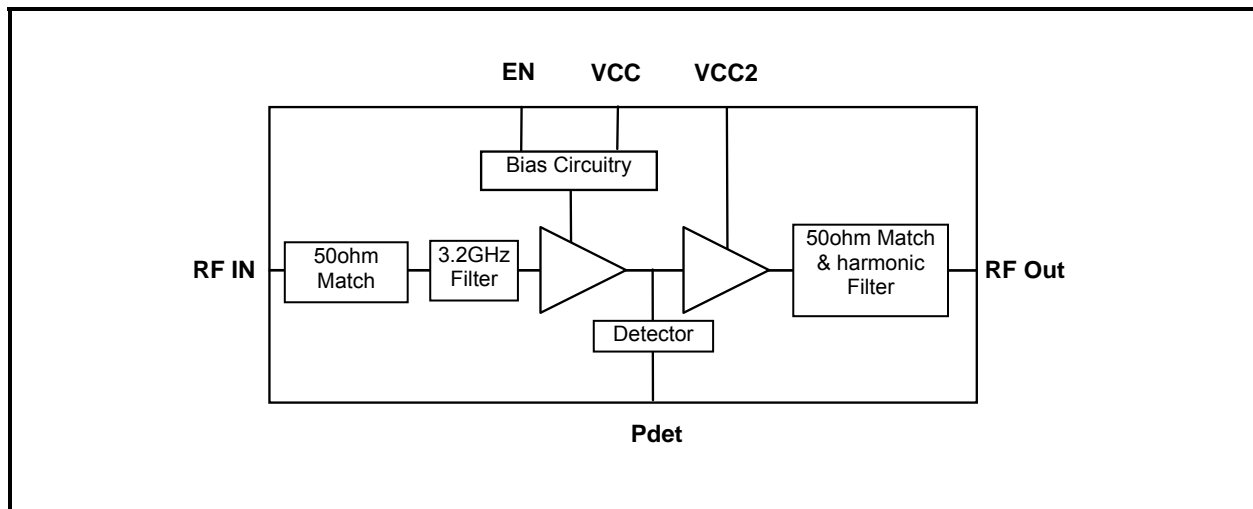 EN VCC VCC2
Bias Circuitry
RF IN
50ohm
Match
3.2GHz
Filter
50ohm Match
& harmonic
Filter
RF Out
Detector
Pdet